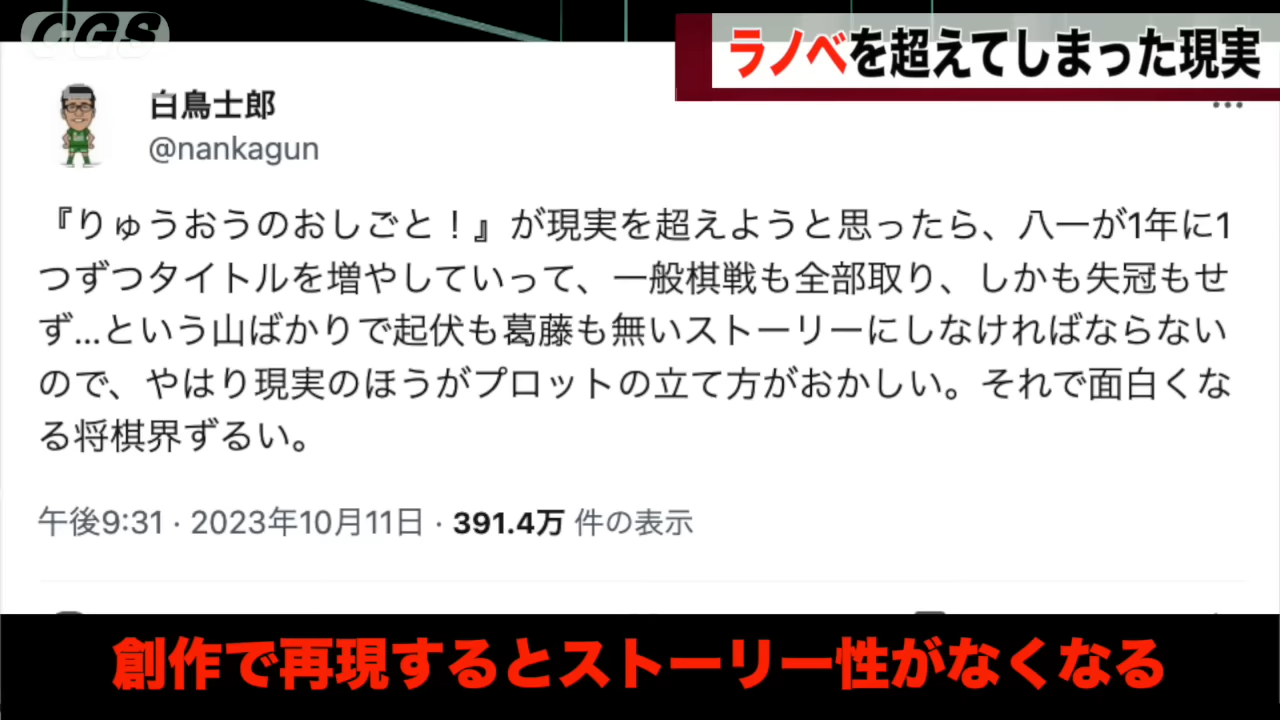 CGS
ラノベを超えてしまった現実
白鳥士郎
@nankagun
『りゅうおうのおしごと!』が現実を超えようと思ったら、八一が1年に1
つずつタイトルを増やしていって、一般棋戦も全部取り、しかも失冠もせ
ず...という山ばかりで起伏も葛藤も無いストーリーにしなければならない
ので、やはり現実のほうがプロットの立て方がおかしい。それで面白くな
る将棋界ずるい。
午後9:31 · 2023年10月11日 · 391.4万 件の表示
創作で再現するとストーリー性がなくなる